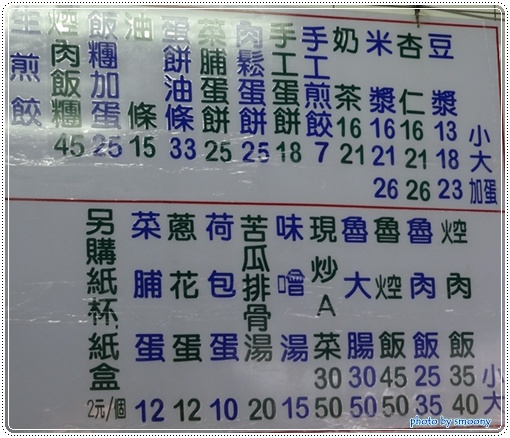 小 大 加蛋
豆漿 13 18 23
杏仁 16 21 26
米漿 16 21 26
奶茶 16 21
手工煎餃 7
手工蛋餅 18
肉鬆蛋餅 25
菜脯蛋餅 25
蛋餅油條 33
油條 15
飯糰加蛋 25
焢肉飯糰 45
生煎餃
小 大
焢肉飯 35 40
魯肉飯 25 35
魯焢飯 45 50
魯大腸 30 50
現炒A菜 30 50
味噌湯 15
苦瓜排骨湯 20
荷包蛋 10
蔥花蛋 12
菜脯蛋 12
另購紙杯.紙盒 2元/個
photo by smoony